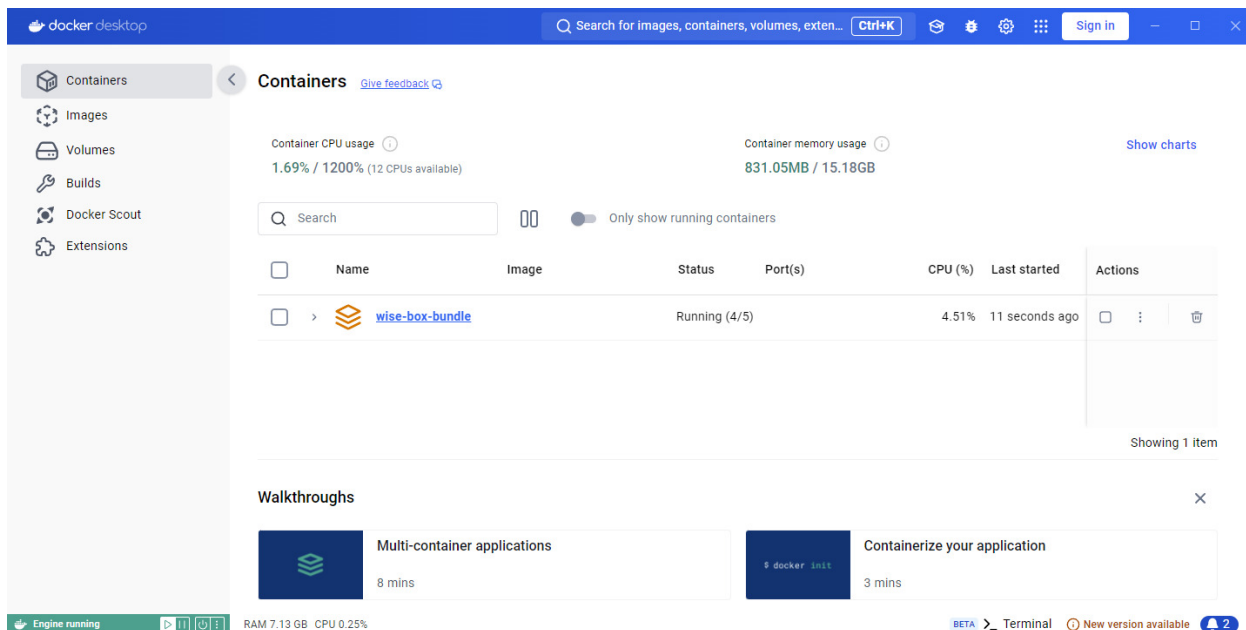 docker desktop
Search for images, containers, volumes, exten... Ctrl+K
Sign in
Containers
Images
Volumes
Builds
Docker Scout
Extensions
Containers Give feedback
Container CPU usage
1.69% / 1200% (12 CPUs available)
Container memory usage
831.05MB / 15.18GB
Show charts
Search
Only show running containers
Name Image Status Port(s) CPU (%) Last started Actions
wise-box-bundle Running (4/5) 4.51% 11 seconds ago
Showing 1 item
Walkthroughs
Multi-container applications
8 mins
$ docker init
Containerize your application
3 mins
Engine running
RAM 7.13 GB CPU 0.25%
BETA >_ Terminal
New version available
2